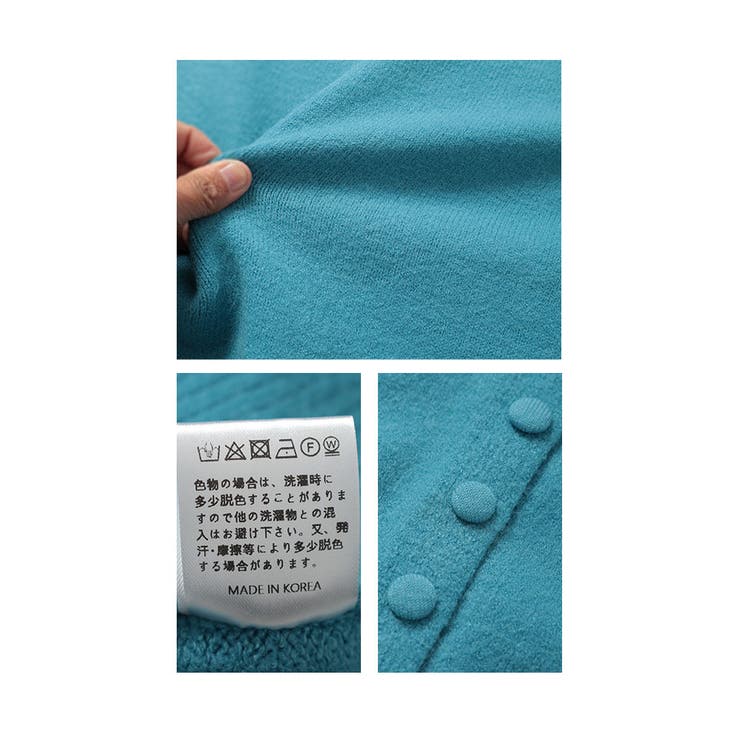 色物の場合は、洗濯時に
多少脱色することがありま
すので他の洗濯物との混
入はお避け下さい。又、発
汗・摩擦等により多少脱色
する場合があります。
MADE IN KOREA